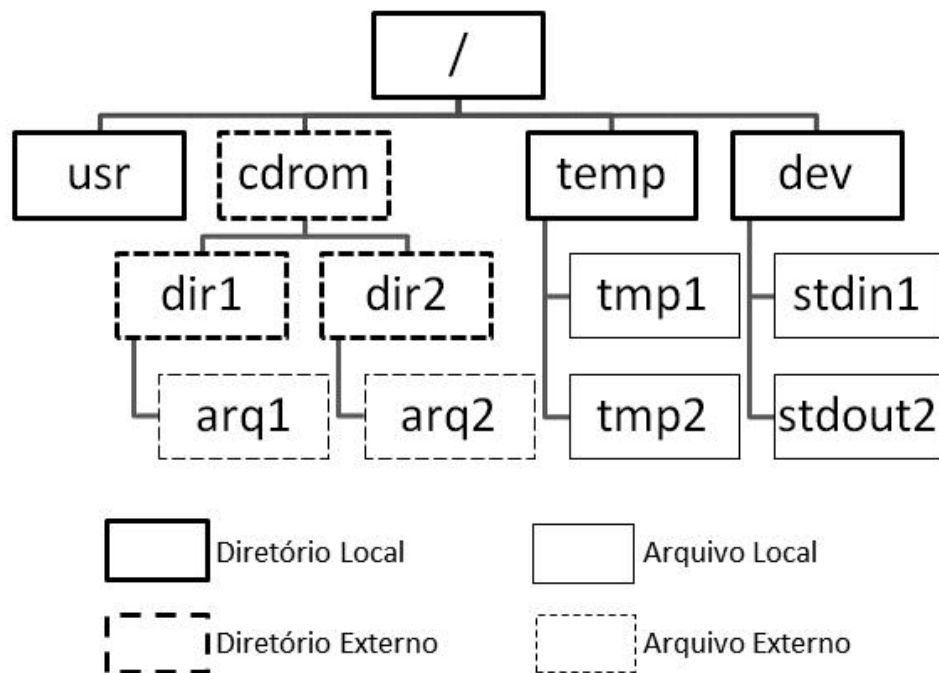 /
usr cdrom temp dev
dir1 dir2 tmp1 stdin1
arq1 arq2 tmp2 stdout2
Diretório Local Arquivo Local
Diretório Externo Arquivo Externo